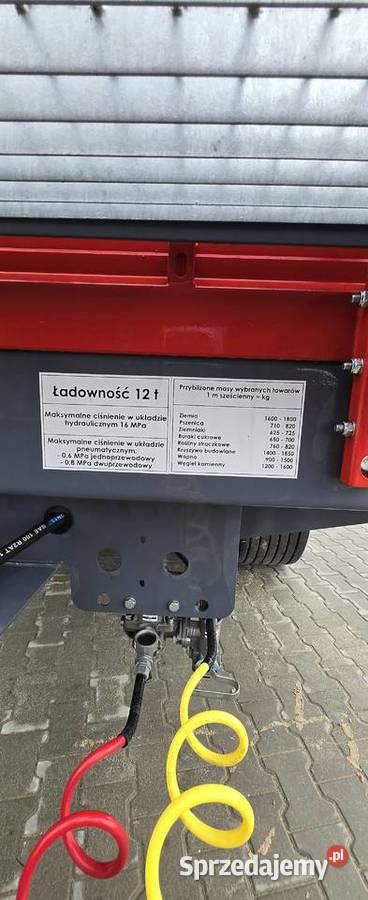 Ładowność 12 t
Maksymalne ciśnienie w układzie
hydraulicznym 16 MPa
Maksymalne ciśnienie w układzie
pneumatycznym:
- 0.6 MPa jednoprzewodowy
- 0.8 MPa dwuprzewodowy
Przybliżone masy wybranych towarów
1 m sześcienny = kg
Ziemia 1600 - 1800
Pszenica 710 - 820
Ziemniaki 625 - 725
Buraki cukrowe 650 - 700
Rośliny strączkowe 760 - 820
Kruszywo budowlane 1400 - 1850
Wapno 900 - 1500
Węgiel kamienny 1200 - 1600
SAE 100 R2AT
Sprzedajemy.pl